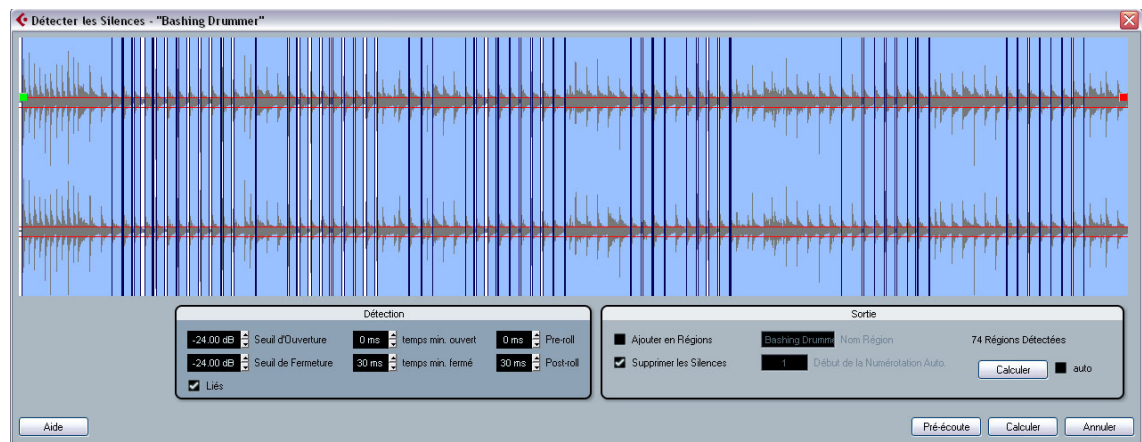 Détecter les Silences - "Bashing Drummer"
Détection
-24.00 dB Seuil d'Ouverture 0 ms temps min. ouvert 0 ms Pre-roll
-24.00 dB Seuil de Fermeture 30 ms temps min. fermé 30 ms Post-roll
Liés
Sortie
Ajouter en Régions Bashing Drumme Nom Région 74 Régions Détectées
Supprimer les Silences 1 Début de la Numérotation Auto. Calculer auto
Aide Pré-écoute Calculer Annuler